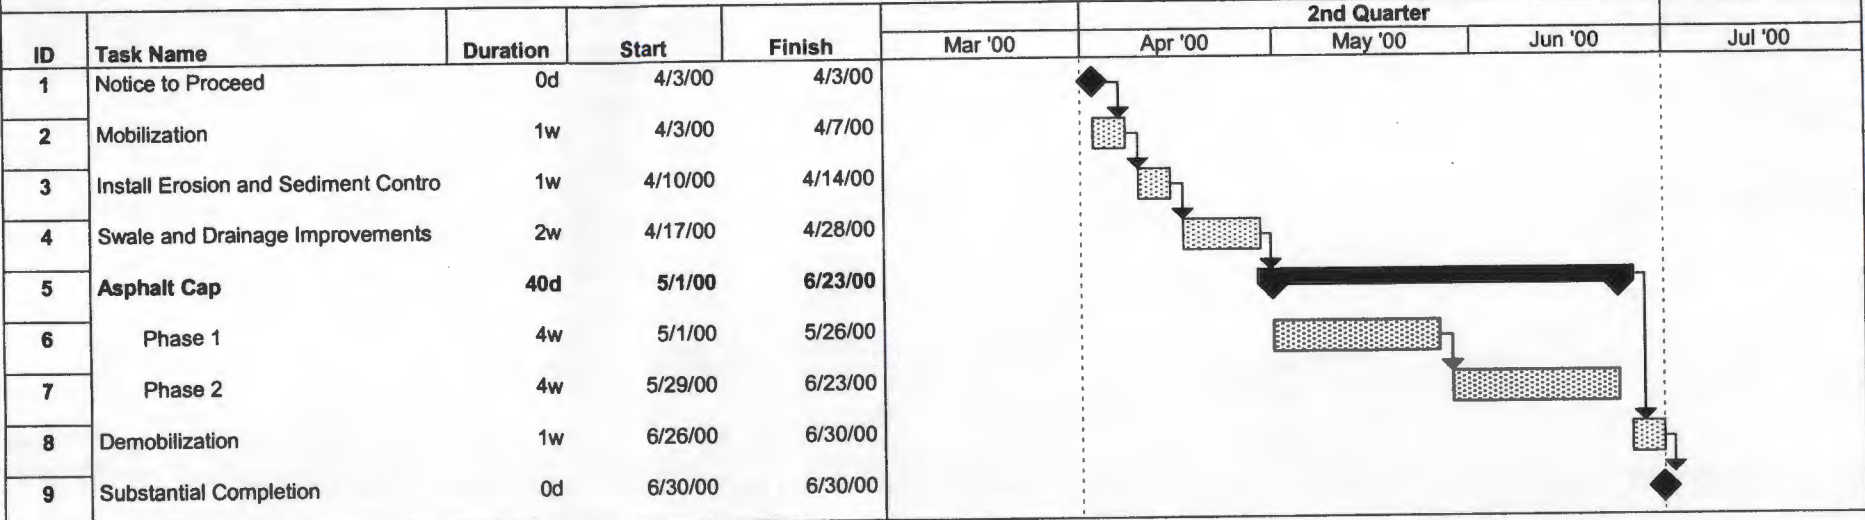 2nd Quarter
ID Task Name Duration Start Finish Mar '00 Apr '00 May '00 Jun '00 Jul '00
1 Notice to Proceed 0d 4/3/00 4/3/00
2 Mobilization 1w 4/3/00 4/7/00
3 Install Erosion and Sediment Contro 1w 4/10/00 4/14/00
4 Swale and Drainage Improvements 2w 4/17/00 4/28/00
5 Asphalt Cap 40d 5/1/00 6/23/00
6 Phase 1 4w 5/1/00 5/26/00
7 Phase 2 4w 5/29/00 6/23/00
8 Demobilization 1w 6/26/00 6/30/00
9 Substantial Completion 0d 6/30/00 6/30/00